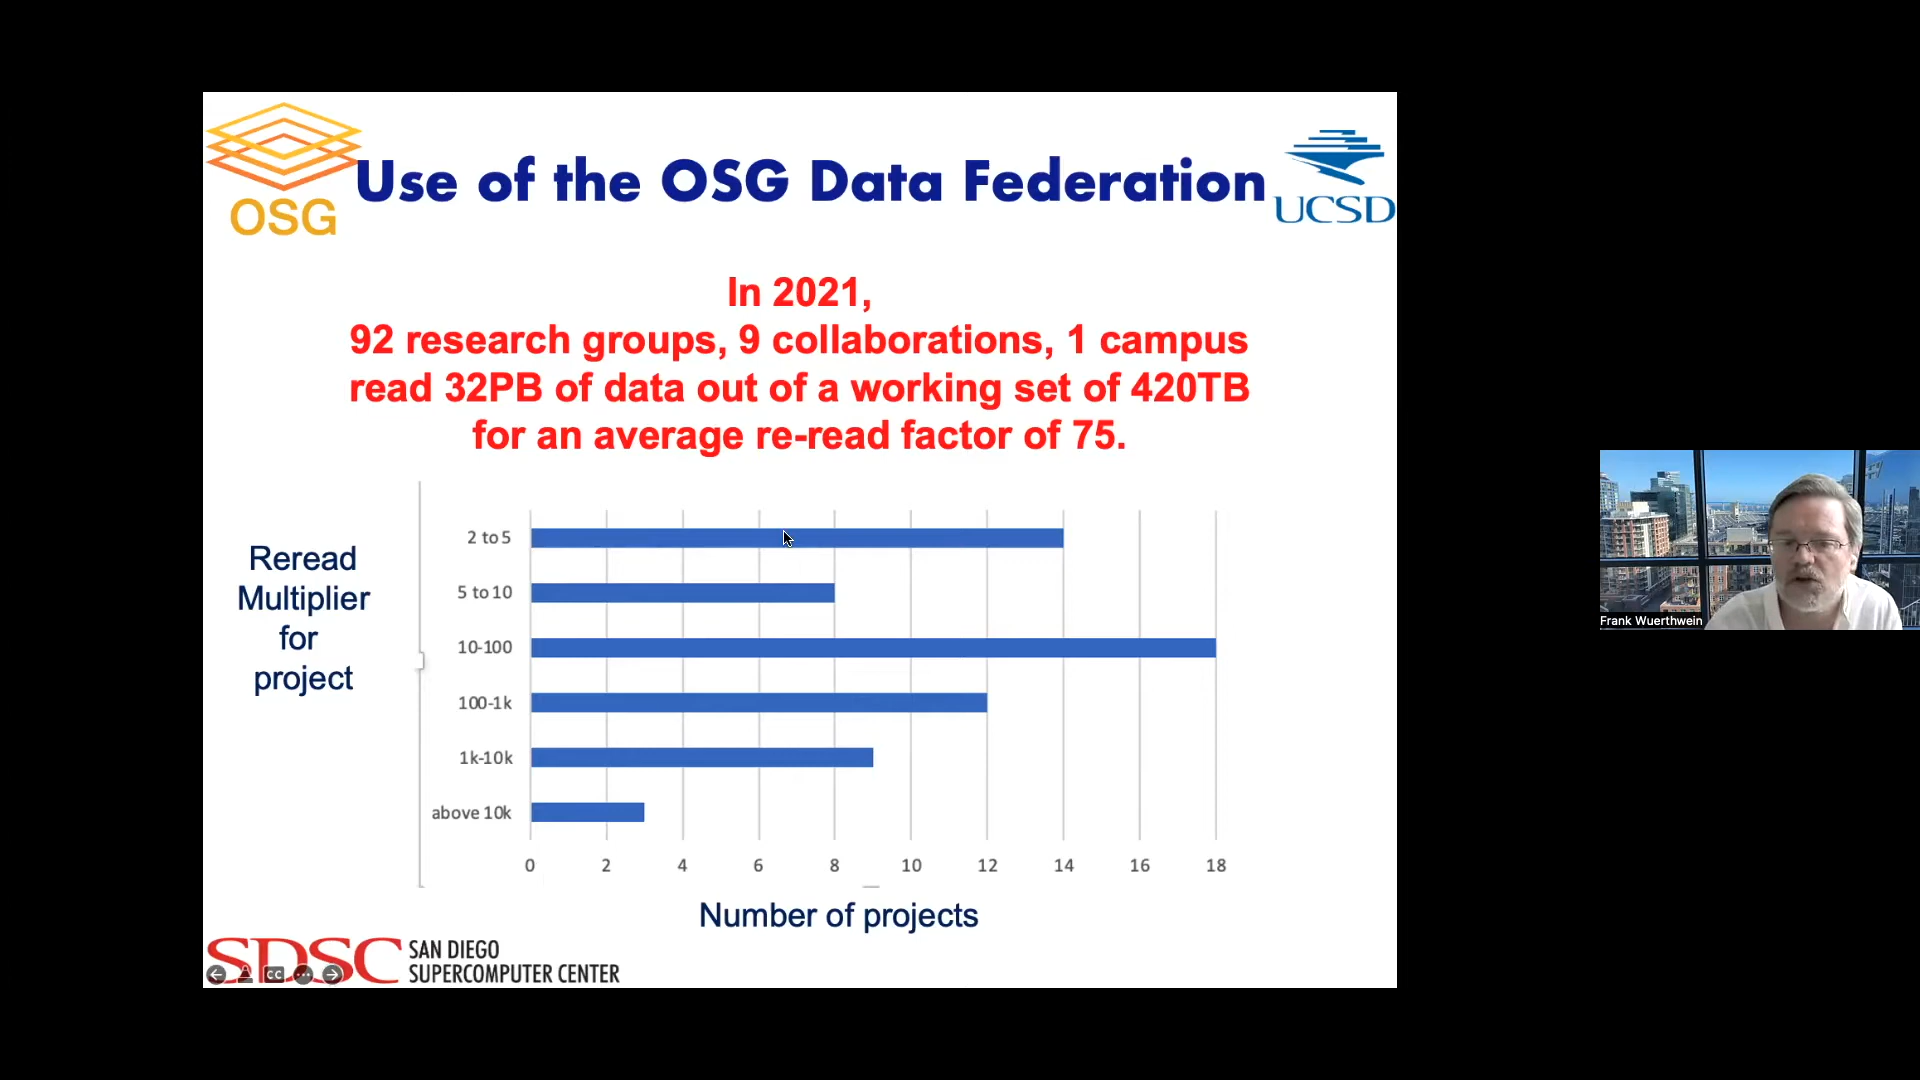 OSG
Use of the OSG Data Federation
UCSD
In 2021,
92 research groups, 9 collaborations, 1 campus
read 32PB of data out of a working set of 420TB
for an average re-read factor of 75.
Reread
Multiplier
for
project
2 to 5
5 to 10
10-100
100-1k
1k-10k
above 10k
0 2 4 6 8 10 12 14 16 18
Number of projects
SDSC SAN DIEGO
SUPERCOMPUTER CENTER
CC
Frank Wuerthwein